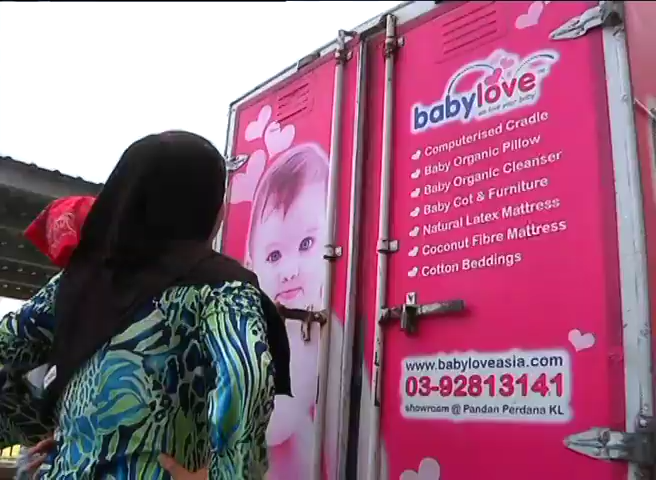 babylove™
we love your baby
Computerised Cradle
Baby Organic Pillow
Baby Organic Cleanser
Baby Cot & Furniture
Natural Latex Mattress
Coconut Fibre Mattress
Cotton Beddings
www.babyloveasia.com
03-92813141
showroom @ Pandan Perdana KL